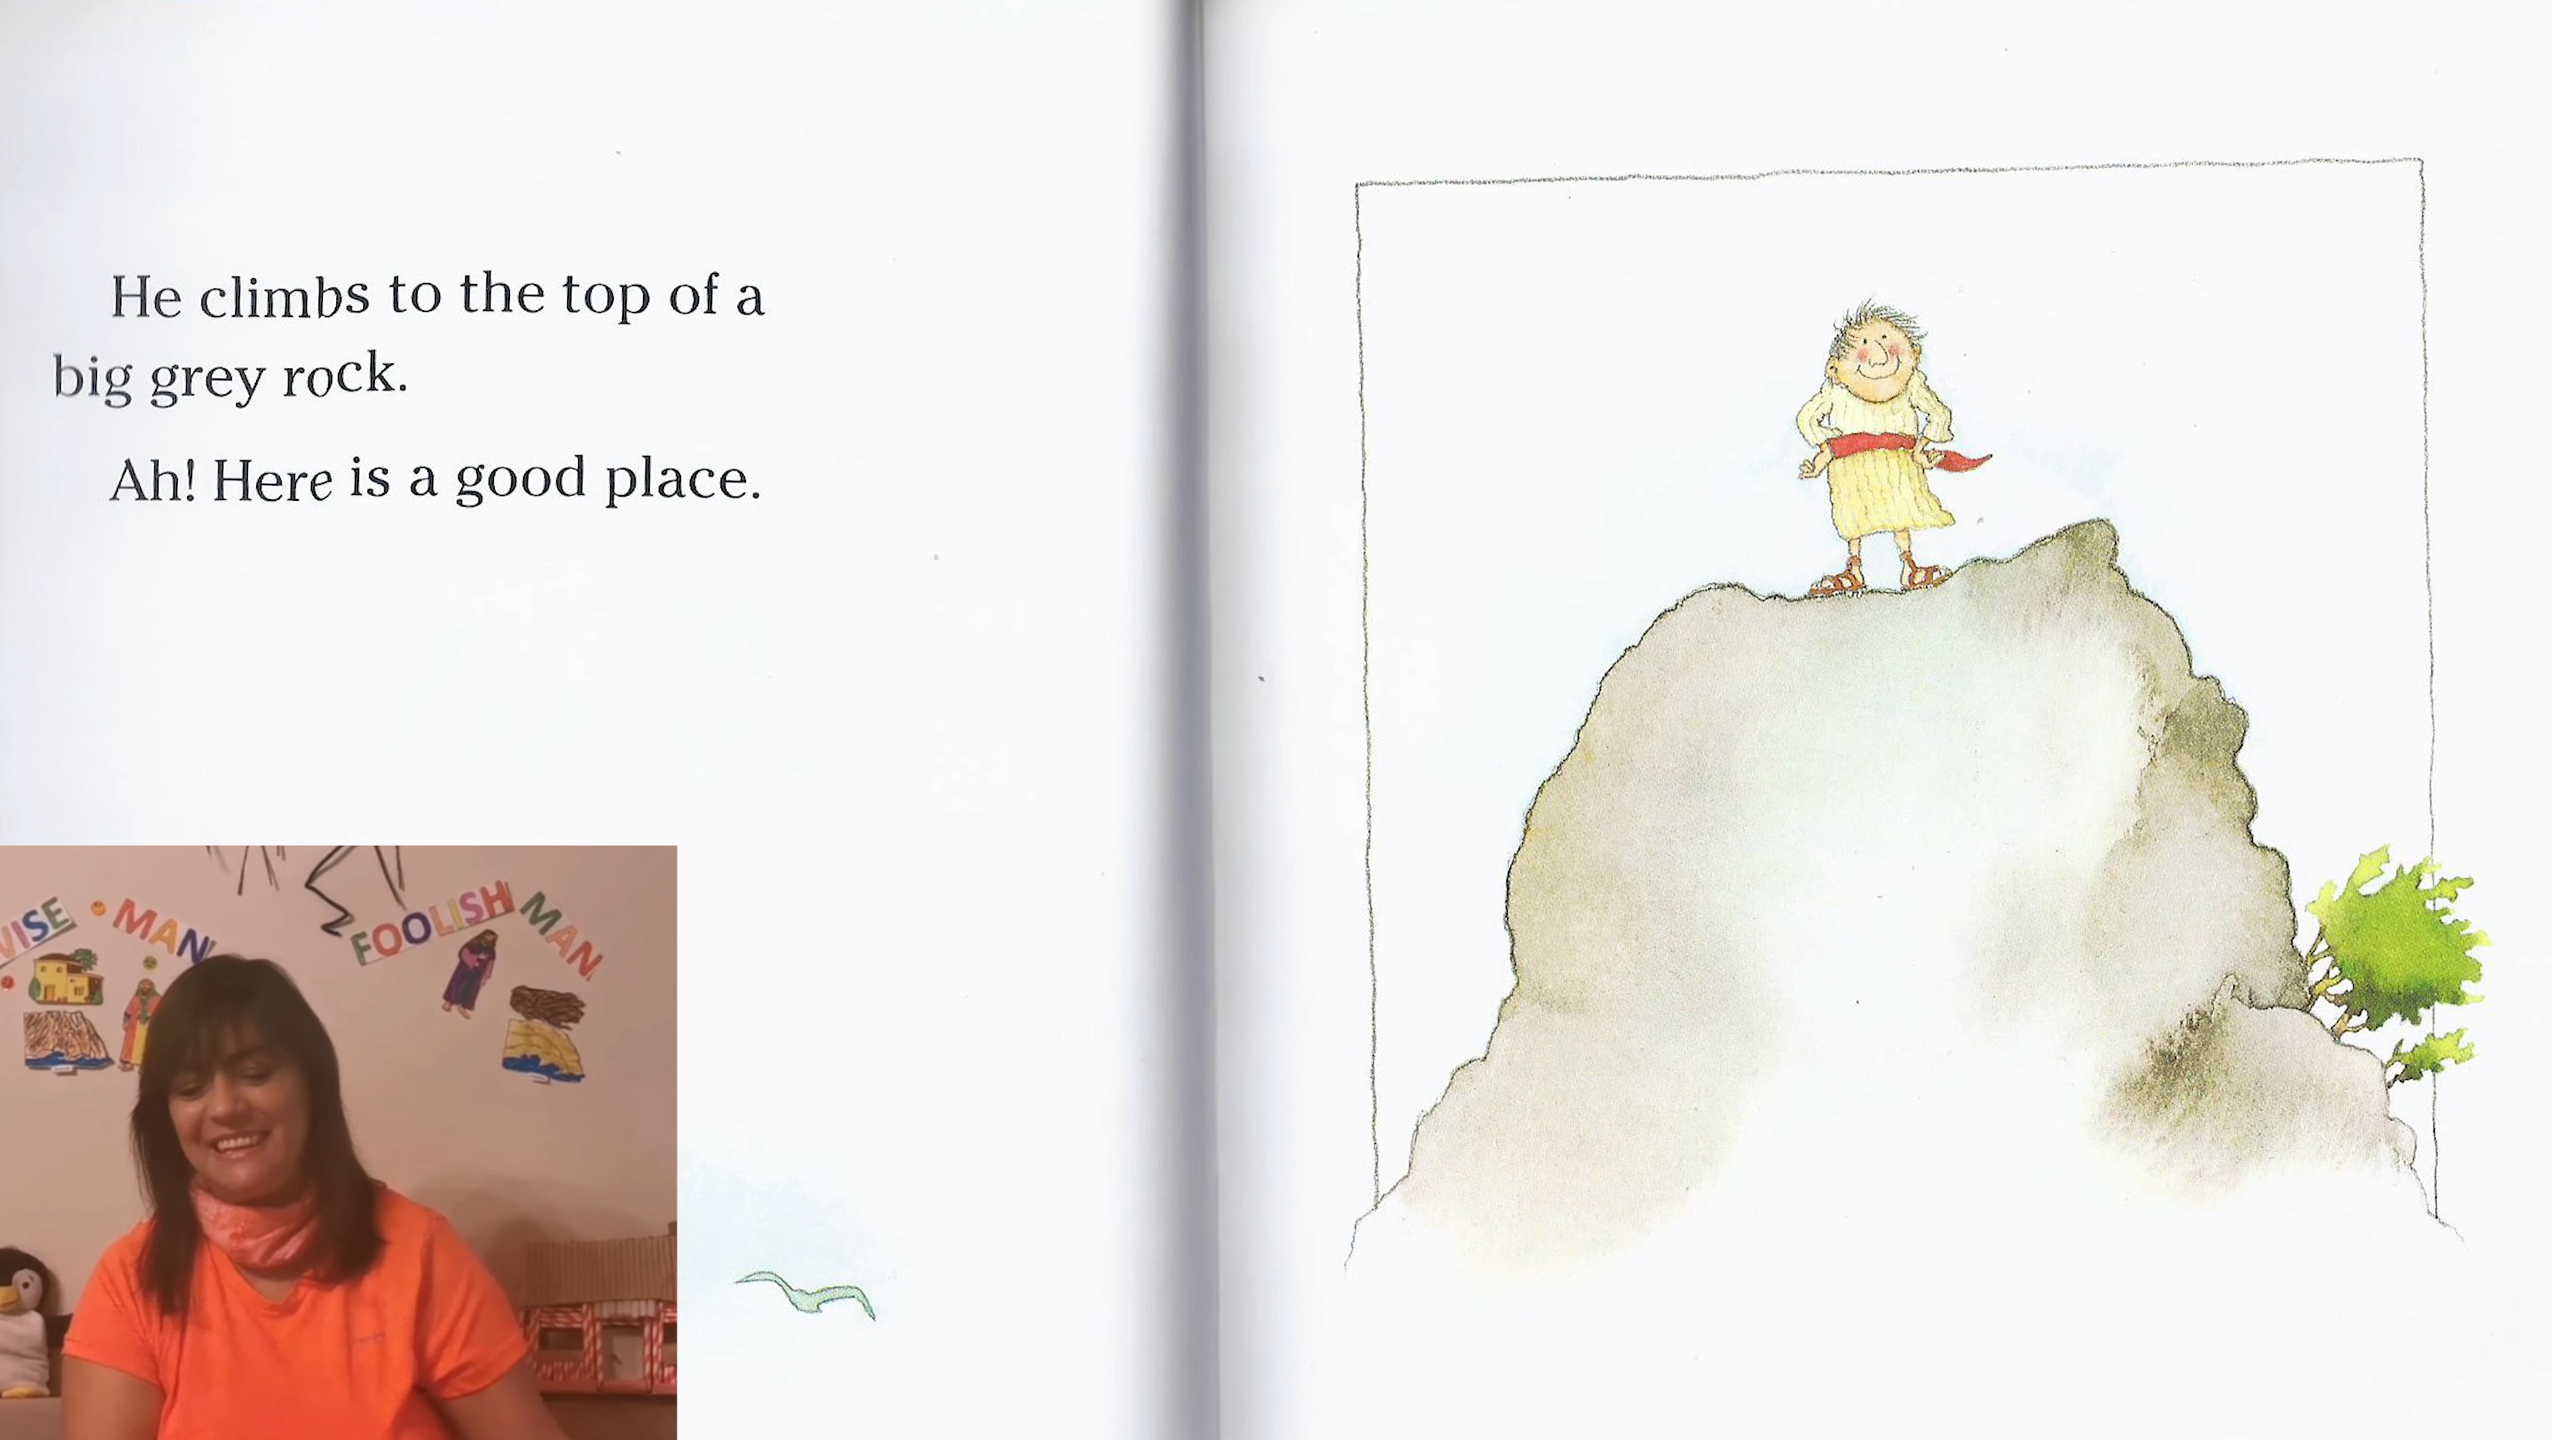 He climbs to the top of a
big grey rock.
Ah! Here is a good place.
WISE MAN
FOOLISH MAN